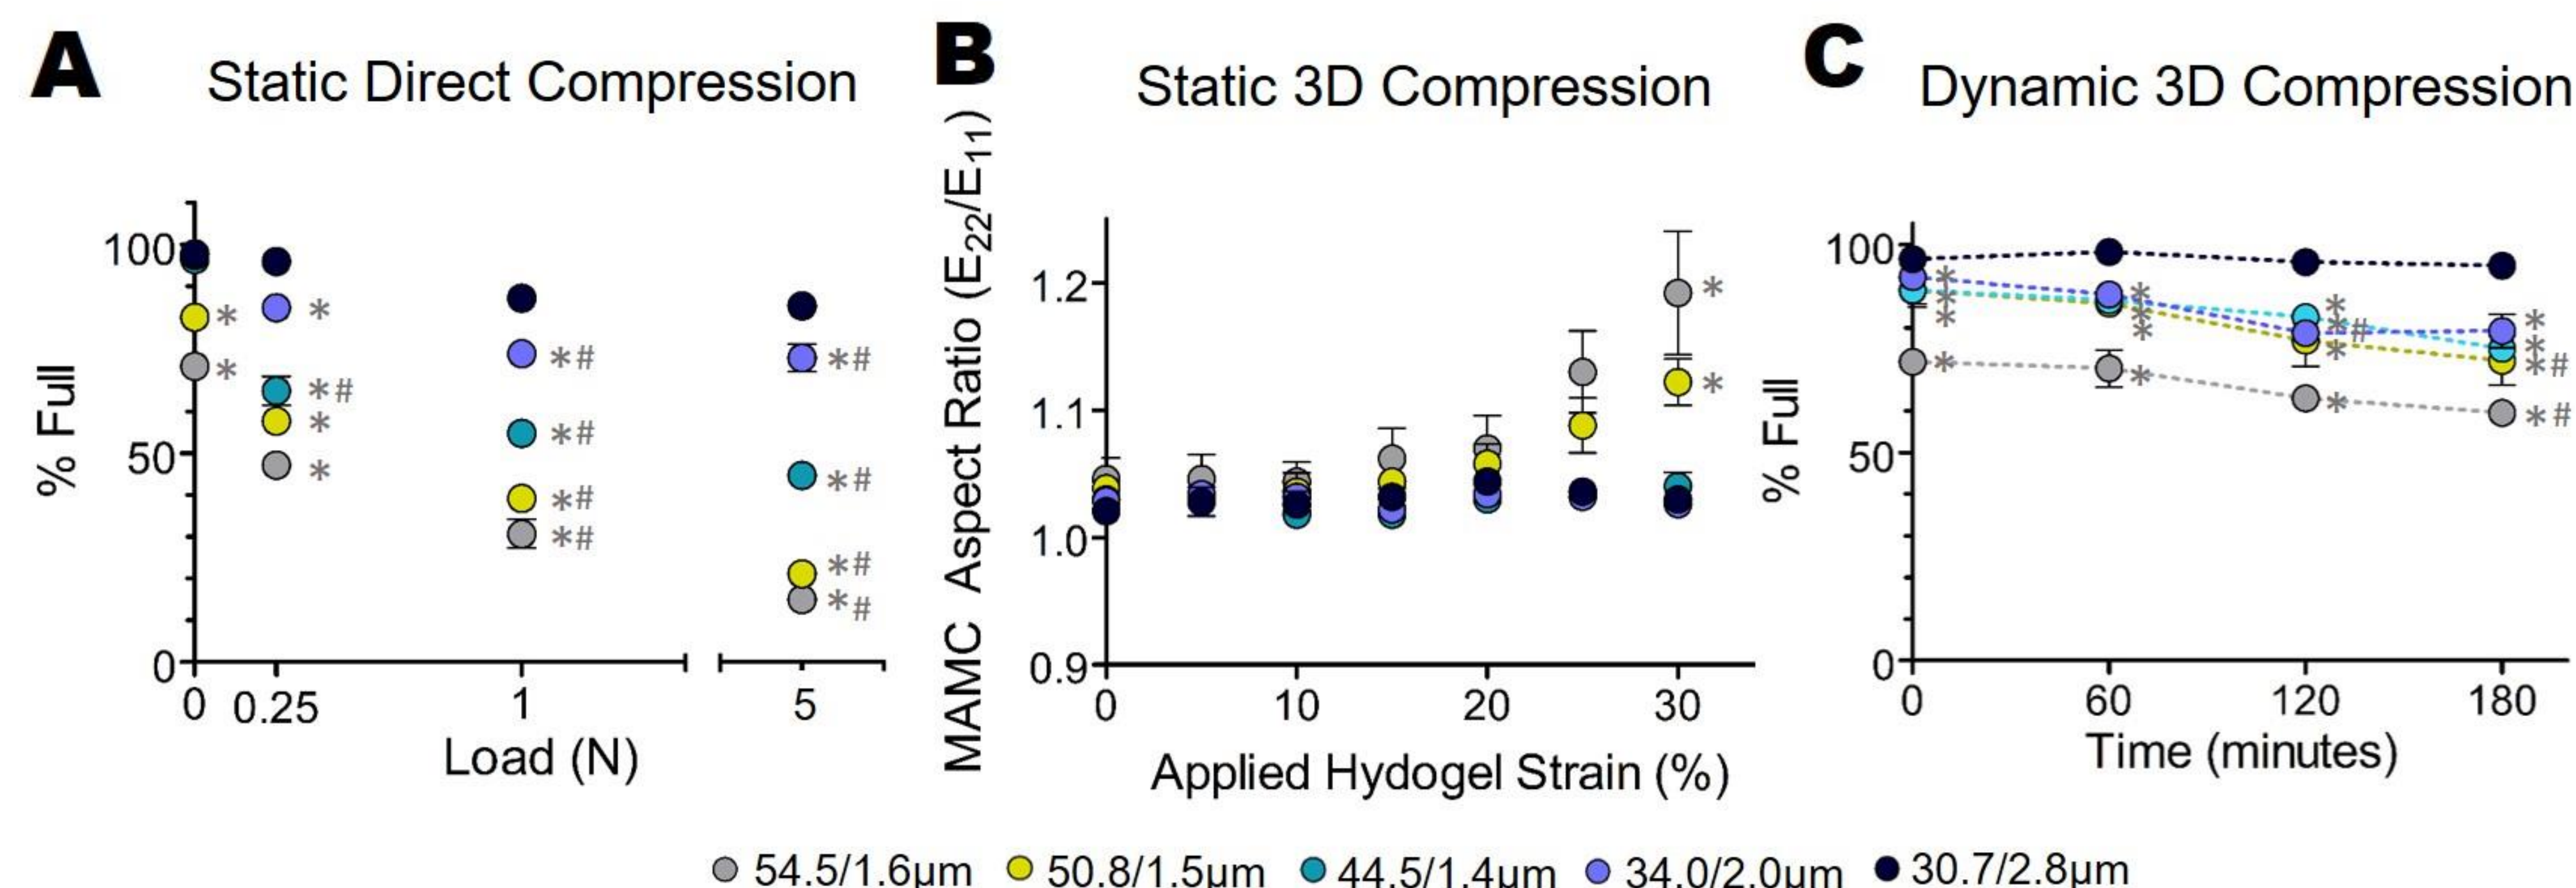 A
Static Direct Compression
% Full
100
50
0
0 0.25 1 5
Load (N)
* *
* *# * *
*# *# *# *#
*# *# *# *#
B
Static 3D Compression
MAMC Aspect Ratio (E22/E11)
1.2
1.1
1.0
0.9
0 10 20 30
Applied Hydogel Strain (%)
* *
C
Dynamic 3D Compression
% Full
100
50
0
0 60 120 180
Time (minutes)
* * * *
* * * *
* *# * *
* * *# *#
54.5/1.6µm 50.8/1.5µm 44.5/1.4µm 34.0/2.0µm 30.7/2.8µm